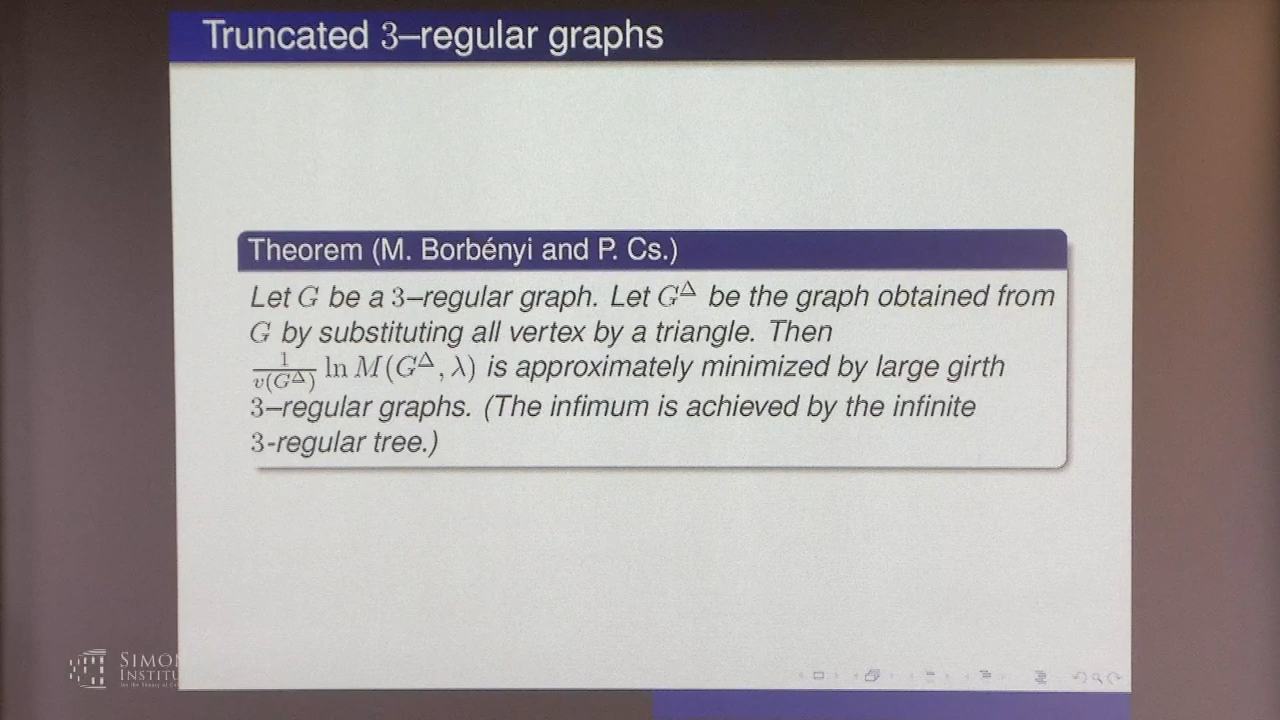 Truncated 3–regular graphs
Theorem (M. Borbényi and P. Cs.)
Let G be a 3–regular graph. Let G^Δ be the graph obtained from
G by substituting all vertex by a triangle. Then
1/v(G^Δ) ln M(G^Δ, λ) is approximately minimized by large girth
3–regular graphs. (The infimum is achieved by the infinite
3-regular tree.)
SIMO
INSTITU